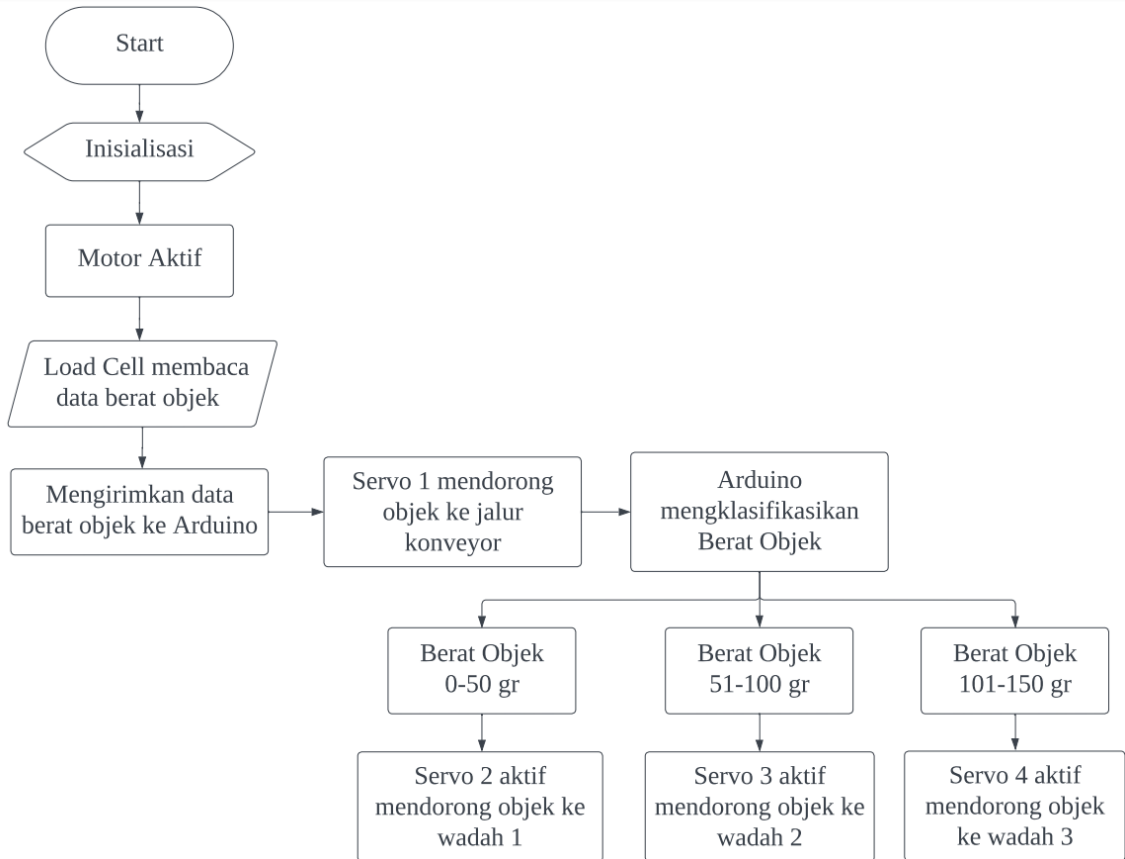 Start
Inisialisasi
Motor Aktif
Load Cell membaca
data berat objek
Mengirimkan data
berat objek ke Arduino
Servo 1 mendorong
objek ke jalur
konveyor
Arduino
mengklasifikasikan
Berat Objek
Berat Objek
0-50 gr
Berat Objek
51-100 gr
Berat Objek
101-150 gr
Servo 2 aktif
mendorong objek ke
wadah 1
Servo 3 aktif
mendorong objek ke
wadah 2
Servo 4 aktif
mendorong objek
ke wadah 3